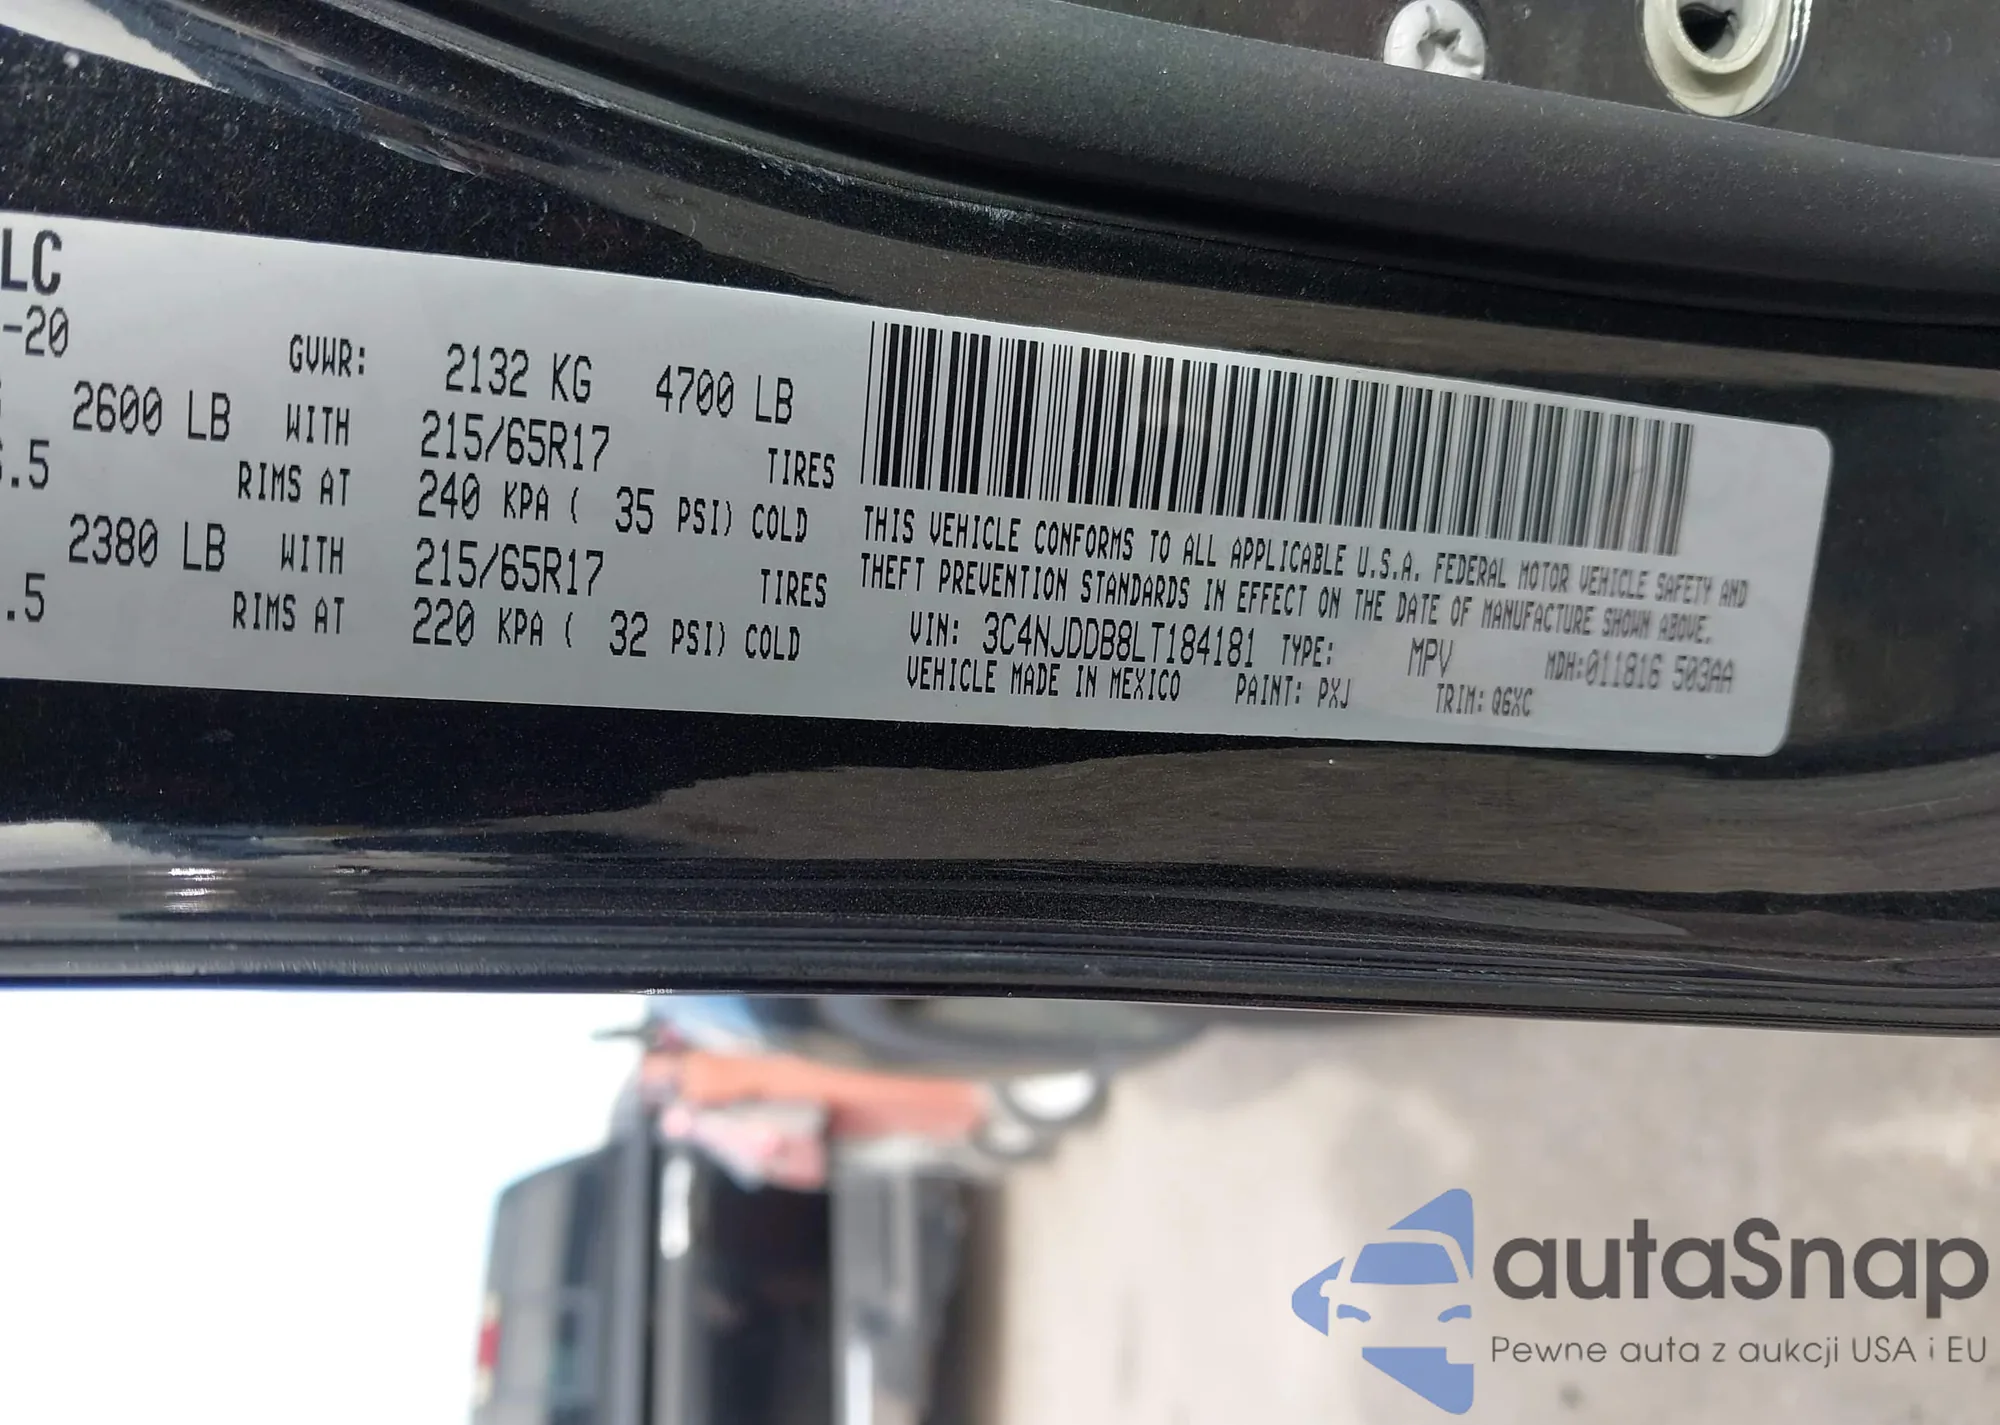 LC
-20
GVWR: 2132 KG 4700 LB
2600 LB WITH 215/65R17 TIRES
.5 RIMS AT 240 KPA ( 35 PSI) COLD
2380 LB WITH 215/65R17 TIRES
.5 RIMS AT 220 KPA ( 32 PSI) COLD
THIS VEHICLE CONFORMS TO ALL APPLICABLE U.S.A. FEDERAL MOTOR VEHICLE SAFETY AND
THEFT PREVENTION STANDARDS IN EFFECT ON THE DATE OF MANUFACTURE SHOWN ABOVE.
VIN: 3C4NJDDB8LT184181 TYPE: MPV MDH:011816 503AA
VEHICLE MADE IN MEXICO PAINT: PXJ TRIM: Q6XC
autaSnap
Pewne auta z aukcji USA i EU